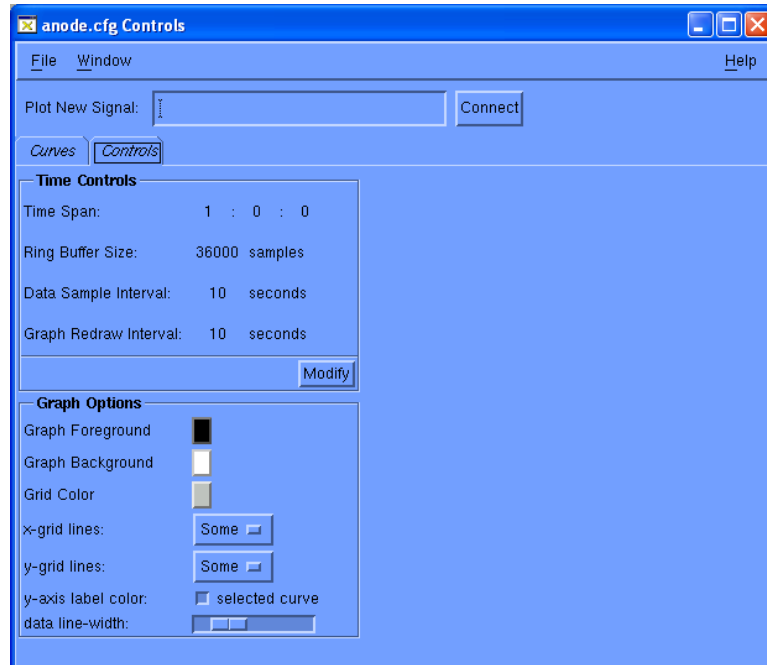 anode.cfg Controls
File Window Help
Plot New Signal: Connect
Curves Controls
Time Controls
Time Span: 1 : 0 : 0
Ring Buffer Size: 36000 samples
Data Sample Interval: 10 seconds
Graph Redraw Interval: 10 seconds
Modify
Graph Options
Graph Foreground
Graph Background
Grid Color
x-grid lines: Some
y-grid lines: Some
y-axis label color: selected curve
data line-width: